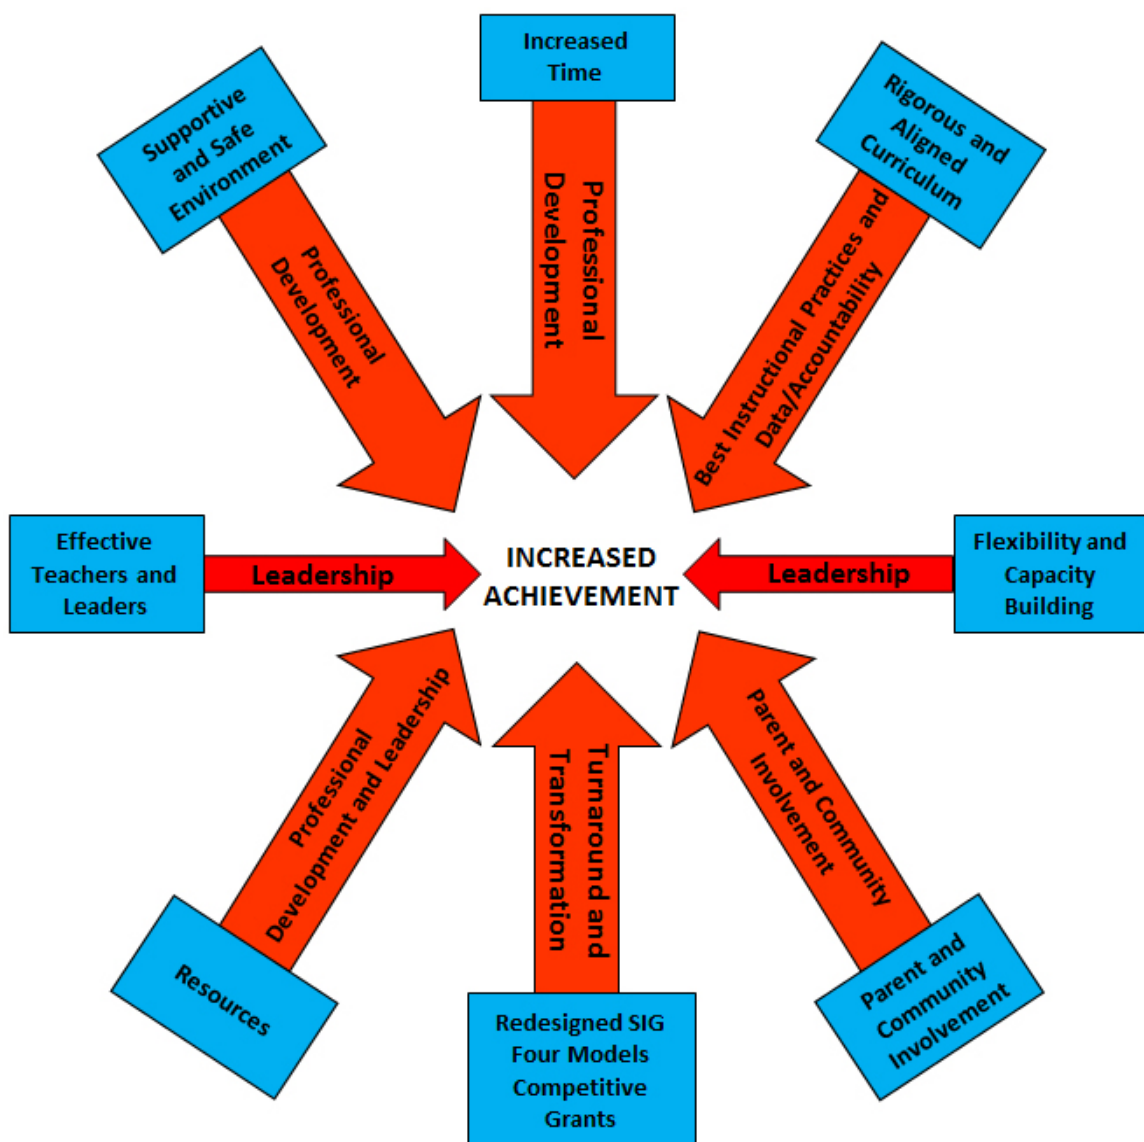 Increased
Time
Professional
Development
Rigorous and
Aligned
Curriculum
Best Instructional Practices and
Data/Accountability
Flexibility and
Capacity
Building
Leadership
Parent and
Community
Involvement
Parent and Community
Involvement
Redesigned SIG
Four Models
Competitive
Grants
Turnaround and
Transformation
Resources
Professional
Development and Leadership
Effective
Teachers and
Leaders
Leadership
Supportive
and Safe
Environment
Professional
Development
INCREASED
ACHIEVEMENT